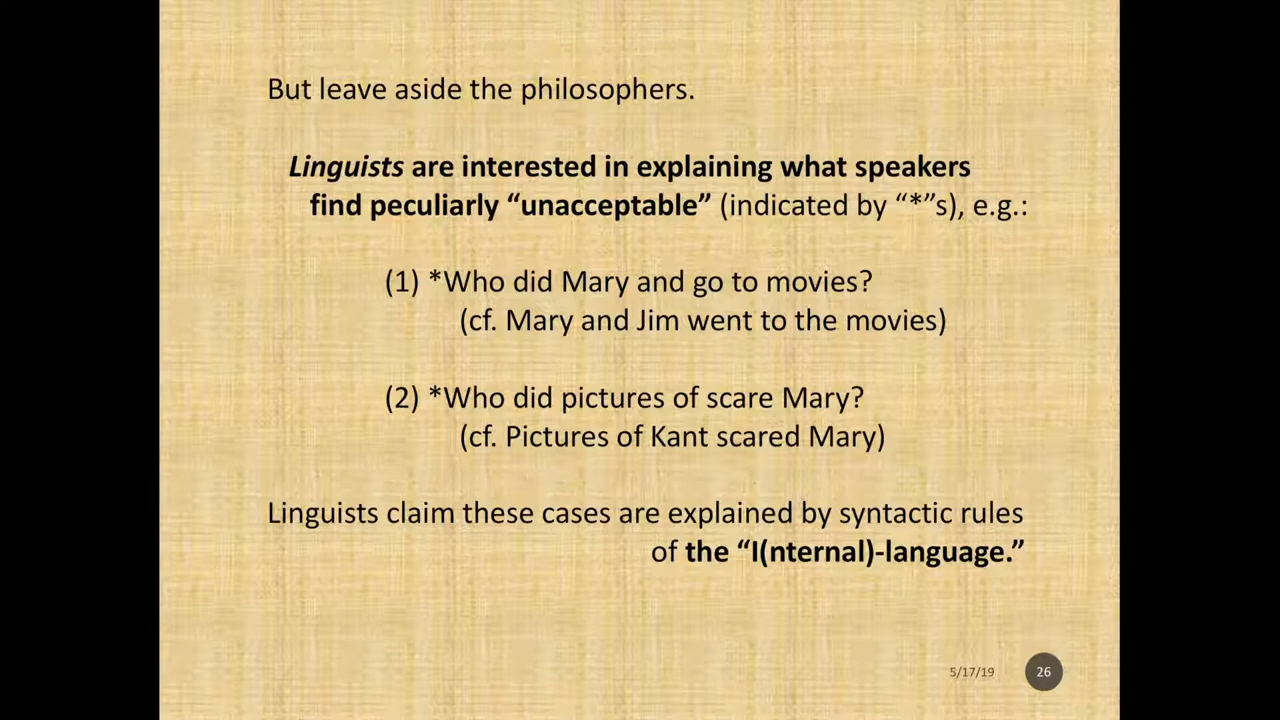 But leave aside the philosophers.
Linguists are interested in explaining what speakers
find peculiarly “unacceptable” (indicated by “*”s), e.g.:
(1) *Who did Mary and go to movies?
(cf. Mary and Jim went to the movies)
(2) *Who did pictures of scare Mary?
(cf. Pictures of Kant scared Mary)
Linguists claim these cases are explained by syntactic rules
of the “I(nternal)-language.”
5/17/19
26